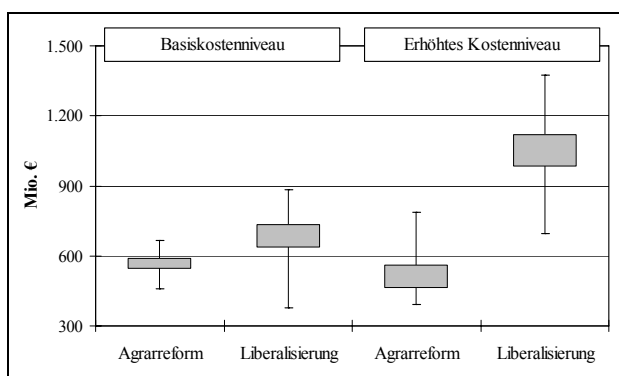 Basiskostenniveau Erhöhtes Kostenniveau
Mio. €
1.500
1.200
900
600
300
Agrarreform Liberalisierung Agrarreform Liberalisierung